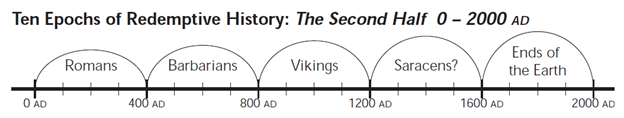 Ten Epochs of Redemptive History: The Second Half 0 – 2000 AD
Romans Barbarians Vikings Saracens? Ends of
the Earth
0 AD 400 AD 800 AD 1200 AD 1600 AD 2000 AD